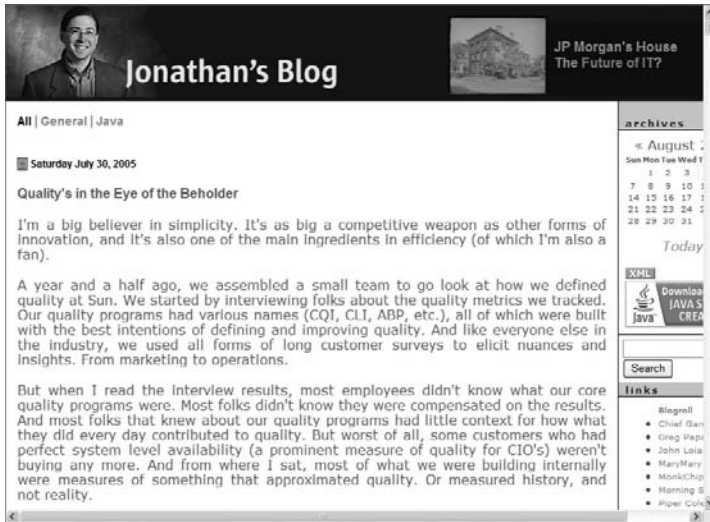 Jonathan's Blog
JP Morgan's House
The Future of IT?
All | General | Java
Saturday July 30, 2005
Quality's in the Eye of the Beholder
I'm a big believer in simplicity. It's as big a competitive weapon as other forms of
innovation, and it's also one of the main ingredients in efficiency (of which I'm also a
fan).
A year and a half ago, we assembled a small team to go look at how we defined
quality at Sun. We started by interviewing folks about the quality metrics we tracked.
Our quality programs had various names (CQI, CLI, ABP, etc.), all of which were built
with the best intentions of defining and improving quality. And like everyone else in
the industry, we used all forms of long customer surveys to elicit nuances and
insights. From marketing to operations.
But when I read the interview results, most employees didn't know what our core
quality programs were. Most folks didn't know they were compensated on the results.
And most folks that knew about our quality programs had little context for how what
they did every day contributed to quality. But worst of all, some customers who had
perfect system level availability (a prominent measure of quality for CIO's) weren't
buying any more. And from where I sat, most of what we were building internally
were measures of something that approximated quality. Or measured history, and
not reality.
archives
« August
Sun Mon Tue Wed
1 2 3
7 8 9 10
14 15 16 17
21 22 23 24
28 29 30 31
Today
XML
Java
JAVA
Search
links
Blogroll
Greg
John
MaryMary
Morning
Piper